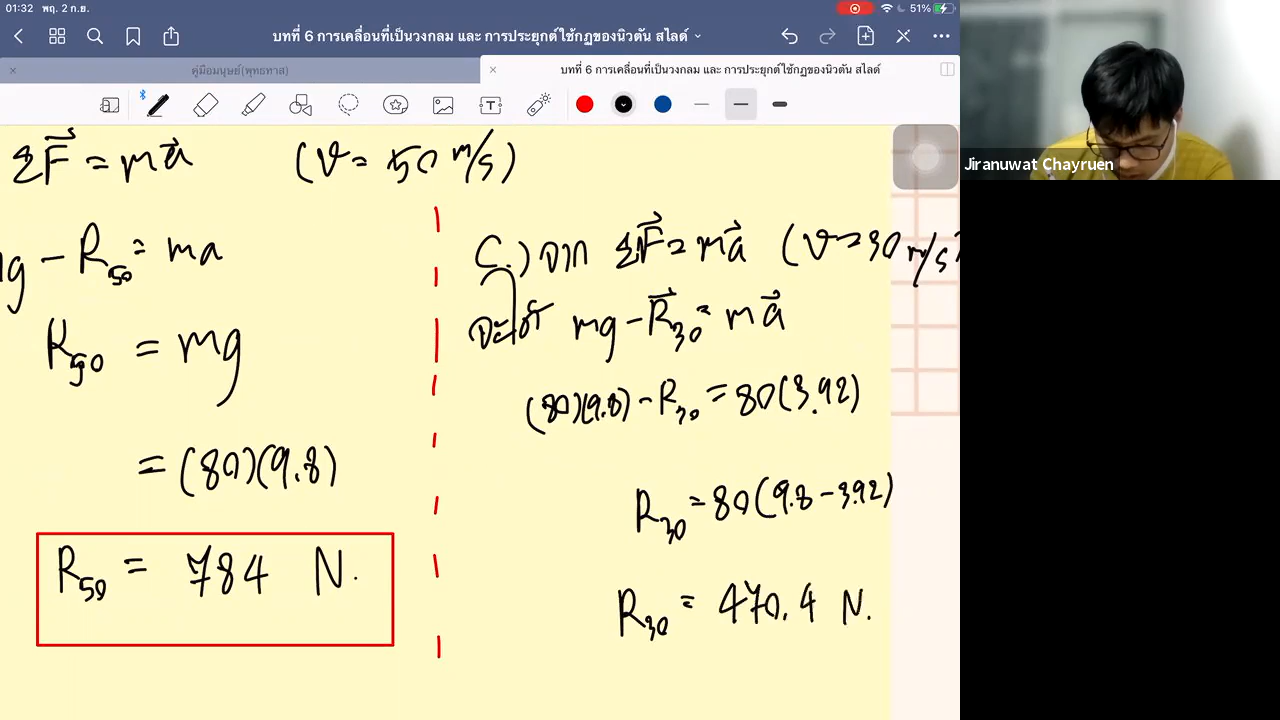 01:32 พฤ. 2 ก.ย.
51%
บทที่ 6 การเคลื่อนที่เป็นวงกลม และ การประยุกต์ใช้กฎของนิวตัน สไลด์
คู่มือมนุษย์(พุทธทาส)
บทที่ 6 การเคลื่อนที่เป็นวงกลม และ การประยุกต์ใช้กฎของนิวตัน สไลด์
Jiranuwat Chayruen
ΣF⃗ = ma⃗ (v = 50 m/s)
mg - R₅₀ = ma
R₅₀ = mg
= (80)(9.8)
R₅₀ = 784 N.
C.) จาก ΣF⃗ = ma⃗ (v = 30 m/s)
จะได้ mg - R⃗₃₀ = ma⃗
(80)(9.8) - R₃₀ = 80(3.92)
R₃₀ = 80(9.8 - 3.92)
R₃₀ = 470.4 N.